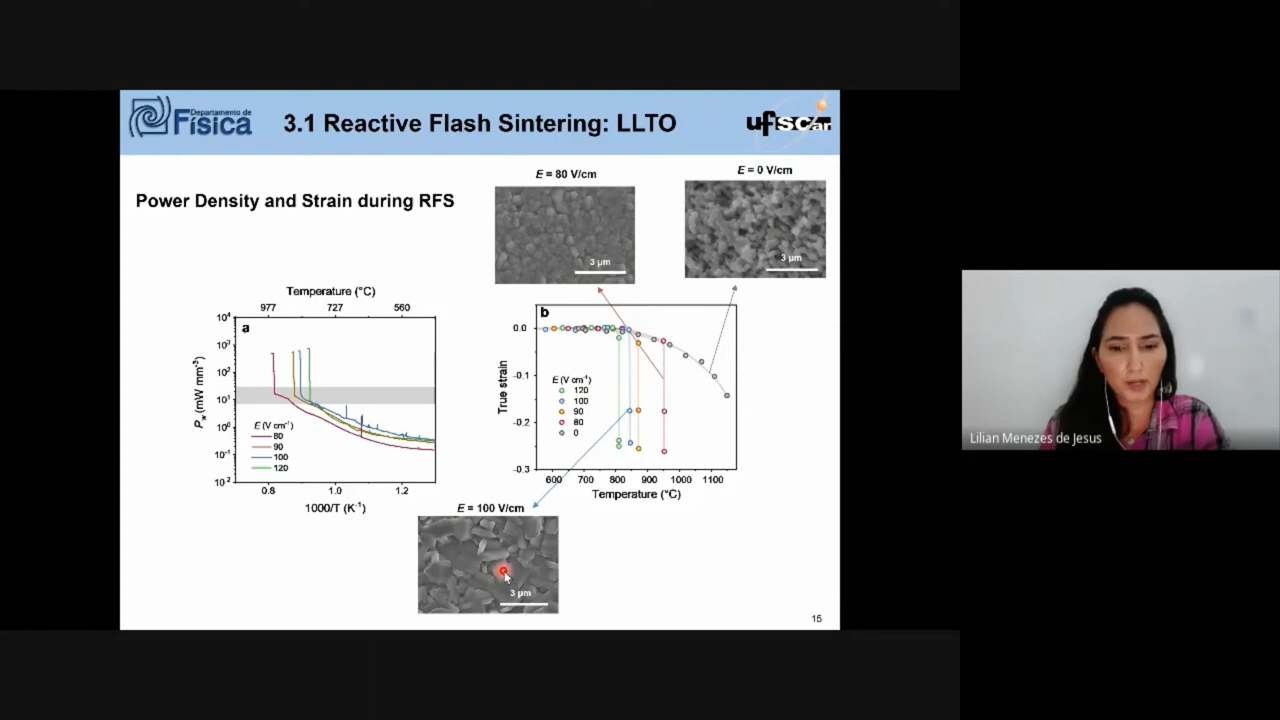 Departamento de
Física
3.1 Reactive Flash Sintering: LLTO
ufscar
Power Density and Strain during RFS
E = 80 V/cm
3 µm
E = 0 V/cm
3 µm
Temperature (°C)
977 727 560
a
10⁴
10³
10²
10¹
10⁰
10⁻¹
10⁻²
Pw (mW mm⁻³)
E (V cm⁻¹)
80
90
100
120
0.8 1.0 1.2
1000/T (K⁻¹)
b
0.0
-0.1
-0.2
-0.3
True strain
E (V cm⁻¹)
120
100
90
80
0
600 700 800 900 1000 1100
Temperature (°C)
E = 100 V/cm
3 µm
15
Lilian Menezes de Jesus